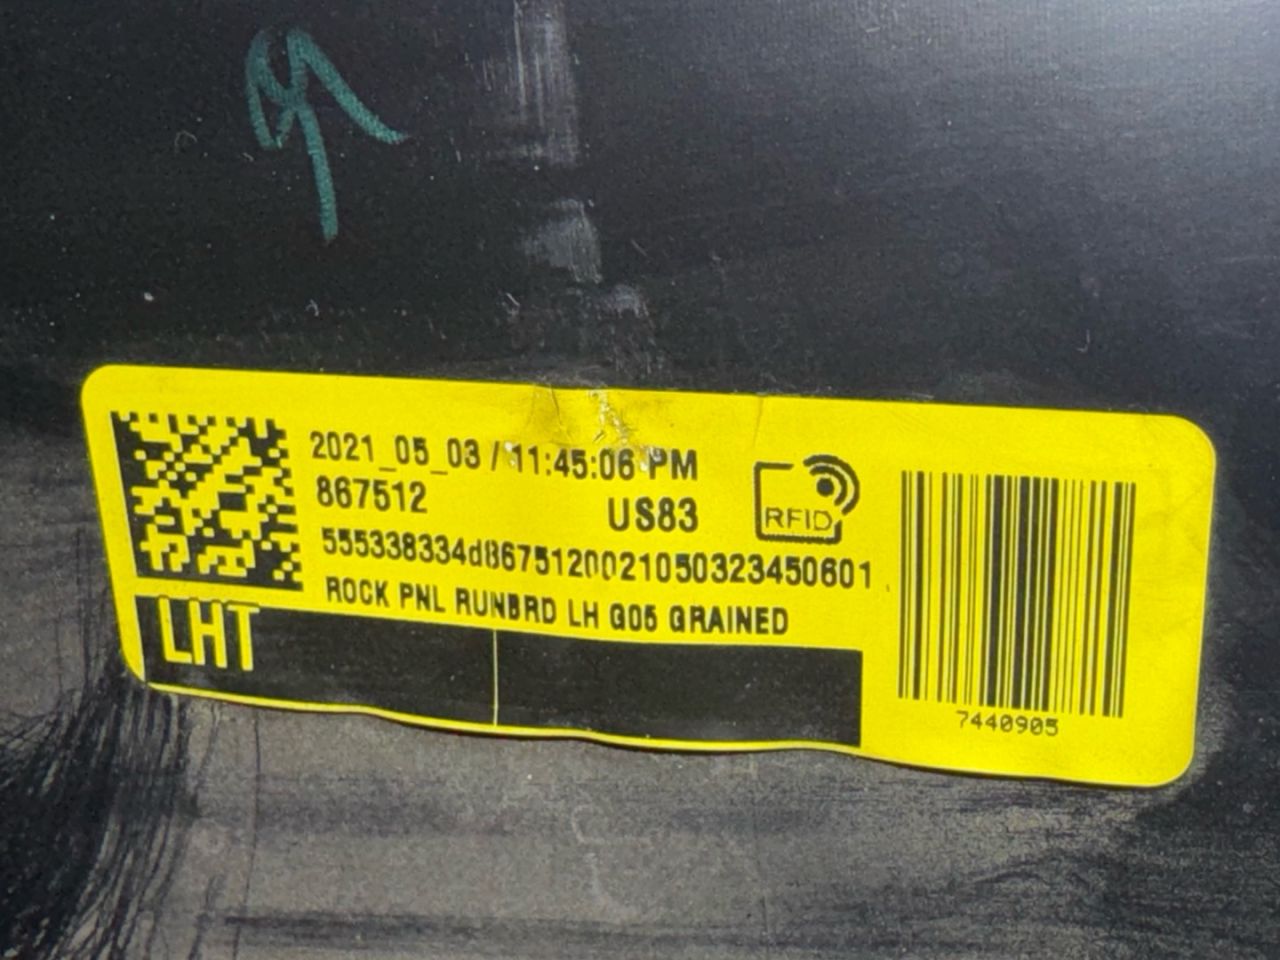 2021_05_03 / 11:45:06 PM
867512 US83
RFID
555338334d8675120021050323450601
ROCK PNL RUNBRD LH G05 GRAINED
LHT
7440905